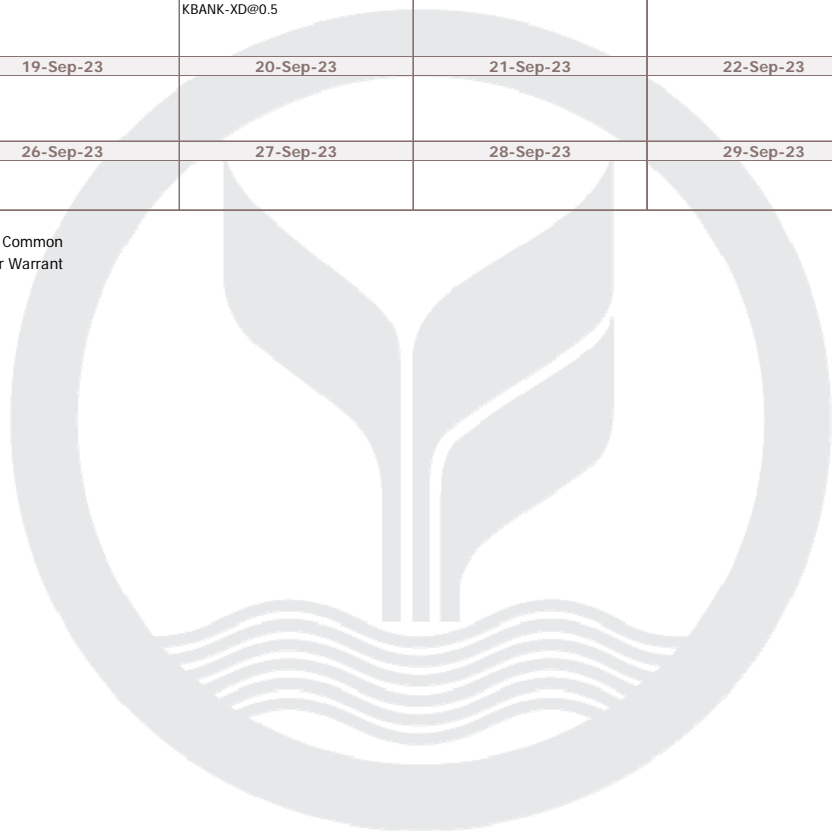 KBANK-XD@0.5
19-Sep-23 20-Sep-23 21-Sep-23 22-Sep-23
26-Sep-23 27-Sep-23 28-Sep-23 29-Sep-23
Common
r Warrant